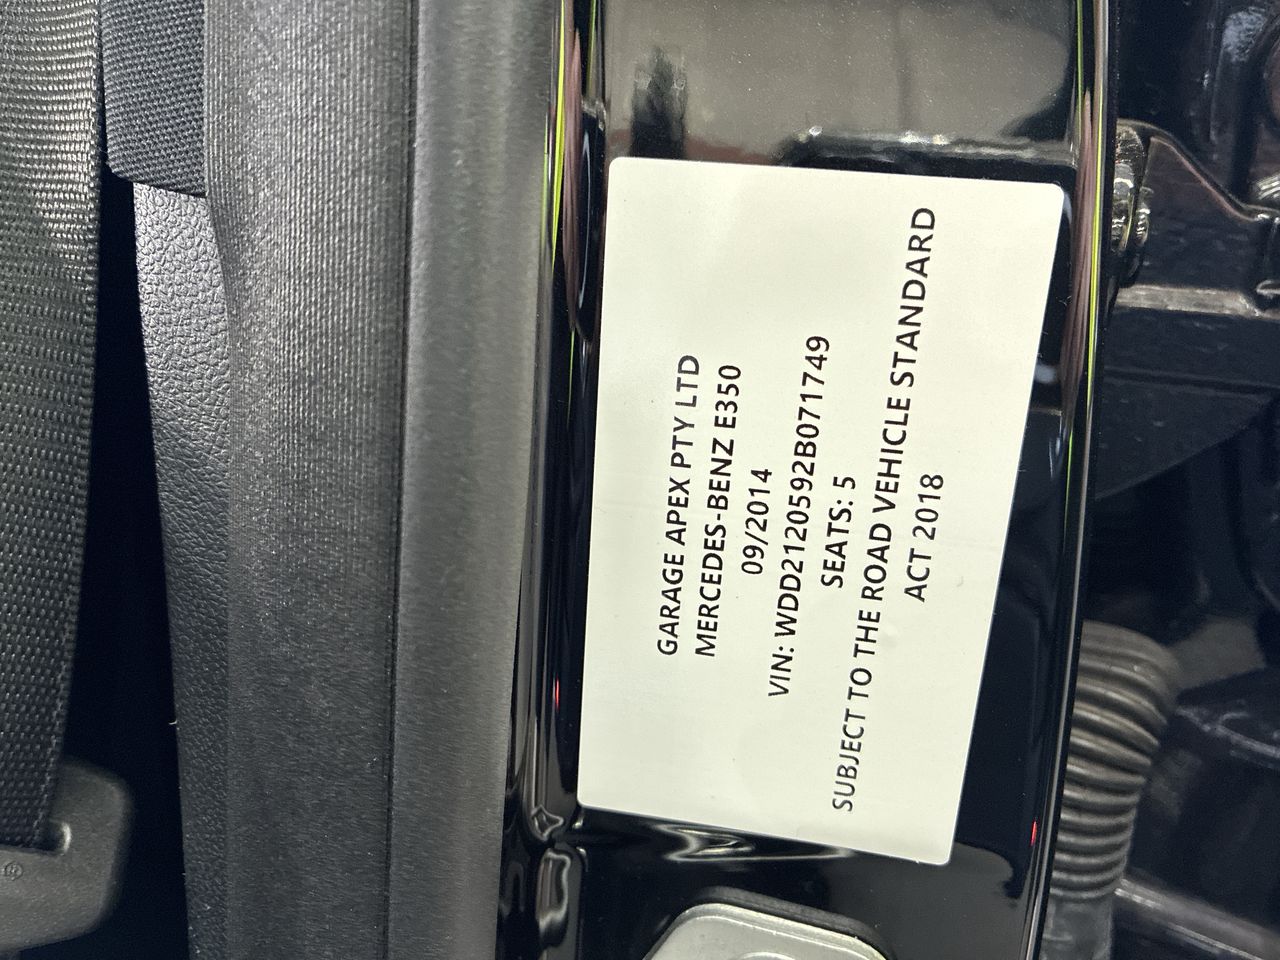 GARAGE APEX PTY LTD
MERCEDES-BENZ E350
09/2014
VIN: WDD2120592B071749
SEATS: 5
SUBJECT TO THE ROAD VEHICLE STANDARD
ACT 2018